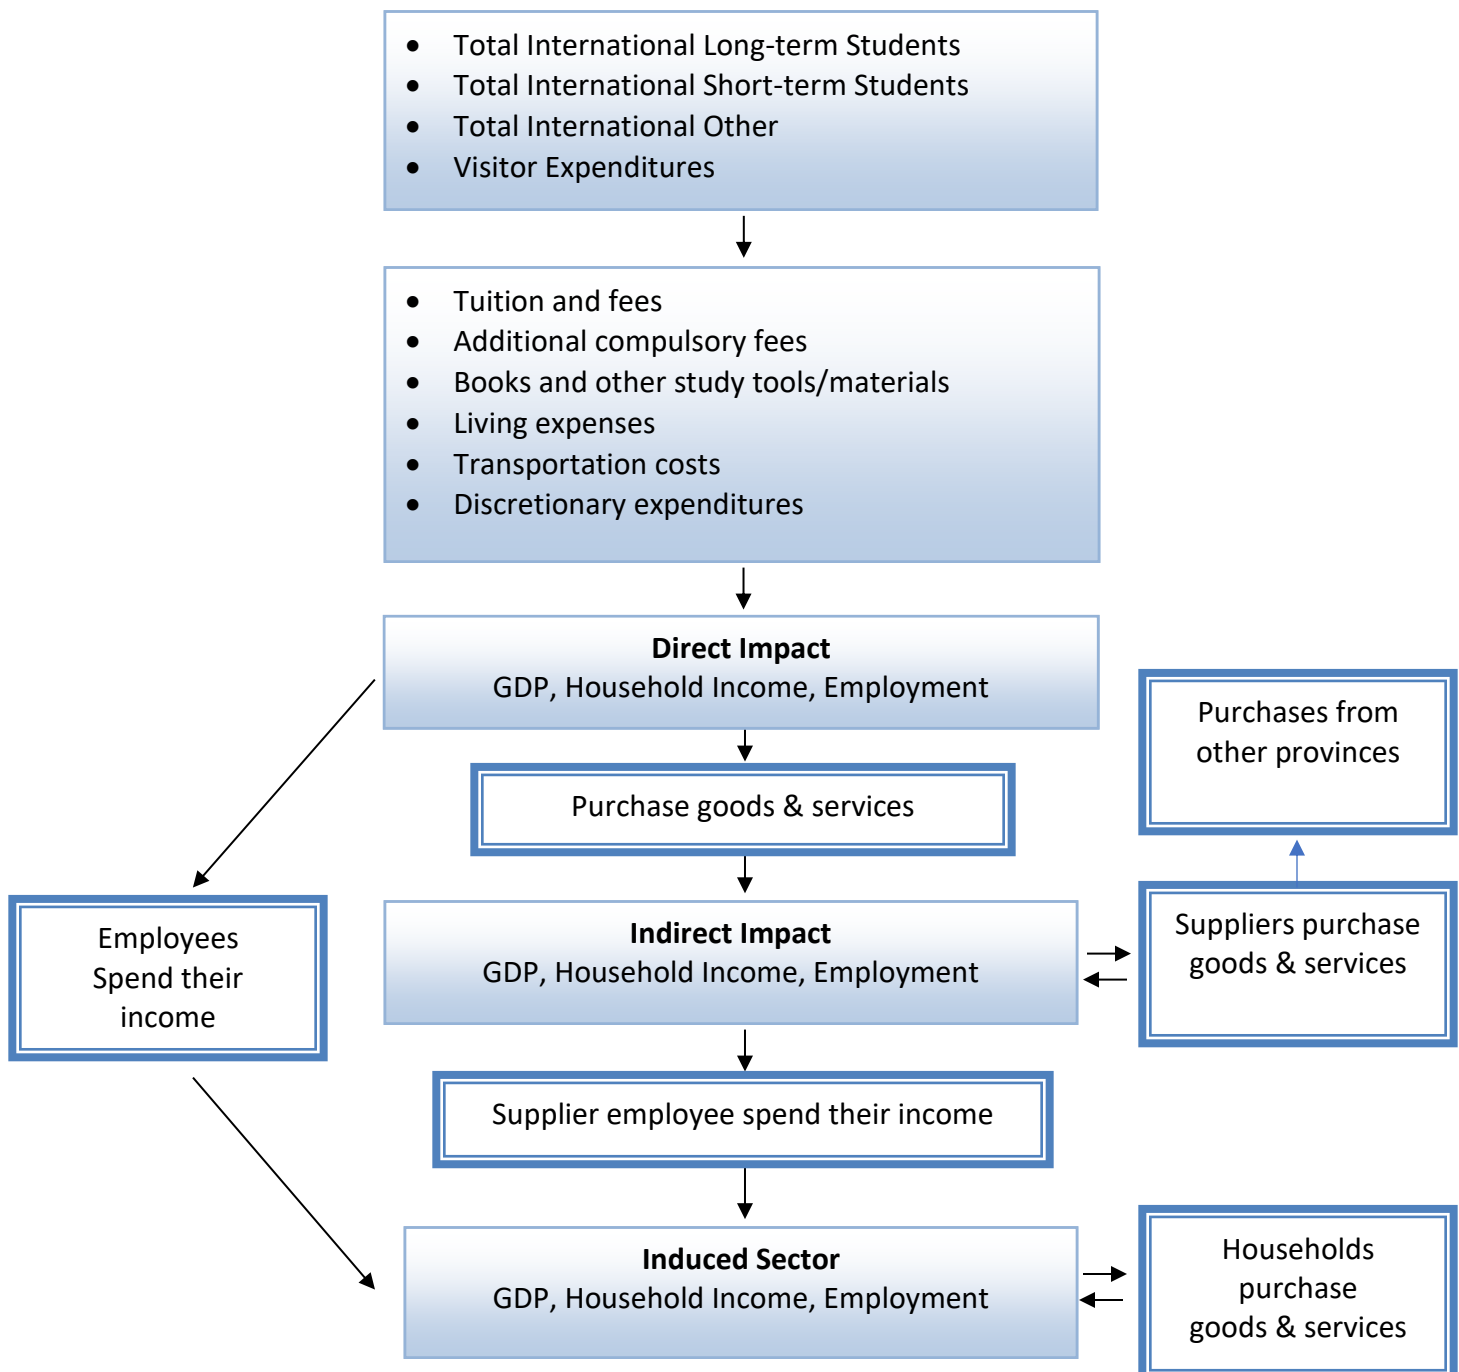 • Total International Long-term Students
• Total International Short-term Students
• Total International Other
• Visitor Expenditures
• Tuition and fees
• Additional compulsory fees
• Books and other study tools/materials
• Living expenses
• Transportation costs
• Discretionary expenditures
Direct Impact
GDP, Household Income, Employment
Purchases from
other provinces
Purchase goods & services
Employees
Spend their
income
Indirect Impact
GDP, Household Income, Employment
Suppliers purchase
goods & services
Supplier employee spend their income
Induced Sector
GDP, Household Income, Employment
Households
purchase
goods & services